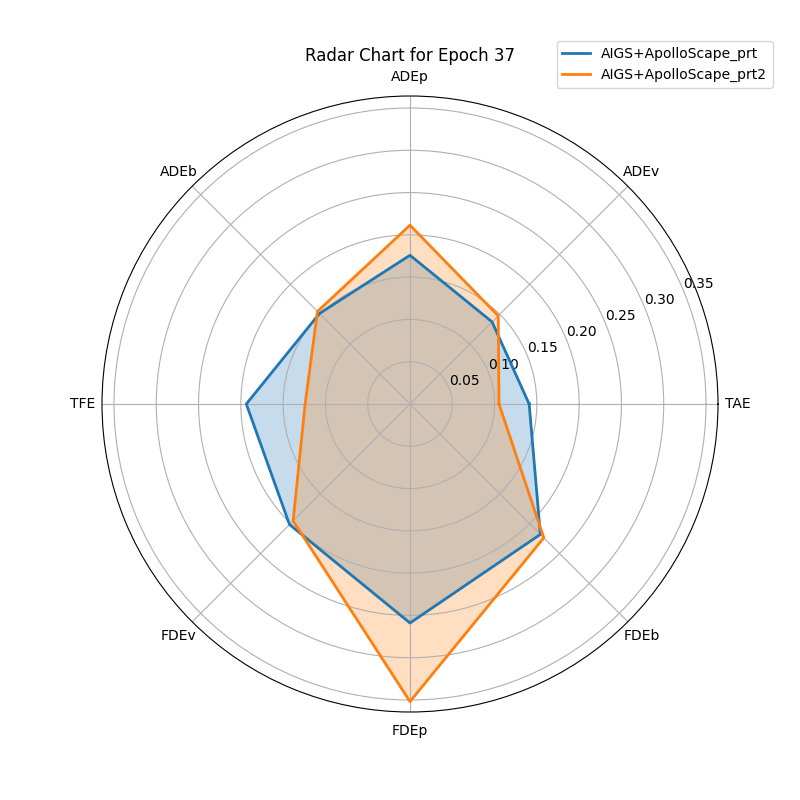 Radar Chart for Epoch 37
AIGS+ApolloScape_prt
AIGS+ApolloScape_prt2
ADEp
ADEb
ADEv
0.35
0.30
0.25
0.20
0.15
0.10
0.05
TFE
TAE
FDEv
FDEb
FDEp